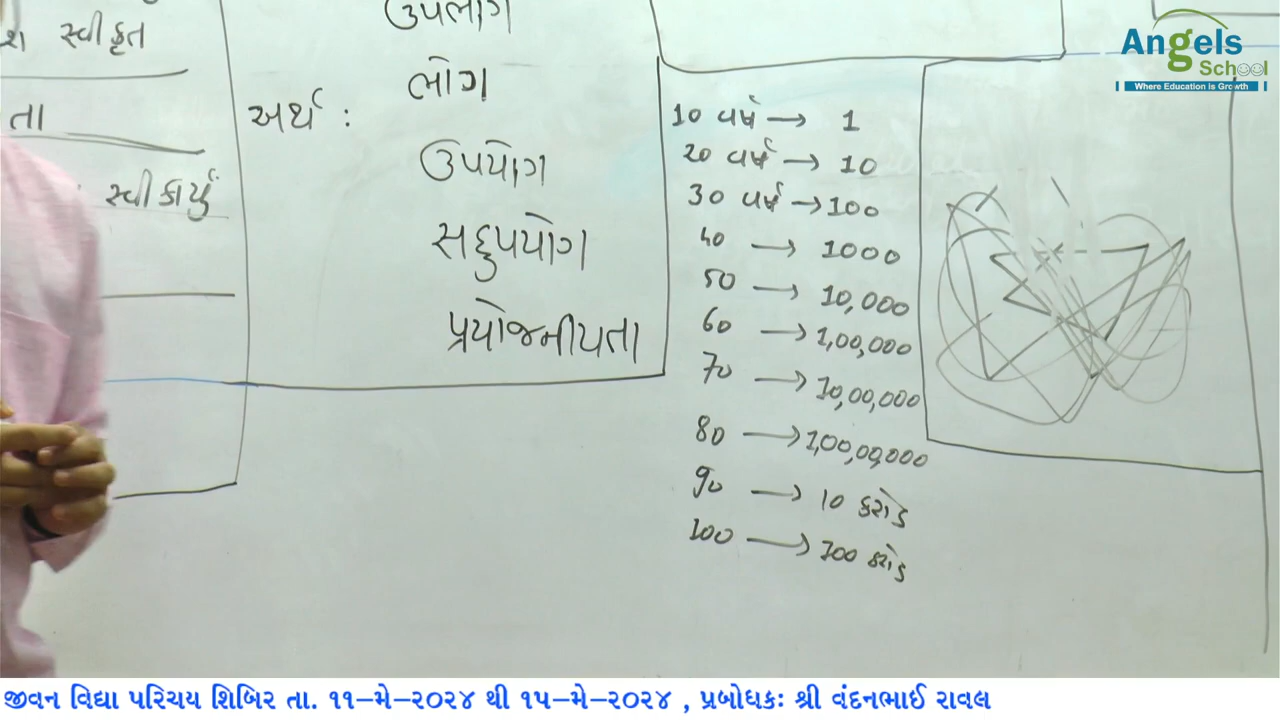 સ્વીકૃત
તા
સ્વીકાર્યું
ઉપભોગ
ભોગ
અર્થ :
ઉપયોગ
સદ્દુપયોગ
પ્રયોજનીયતા
10 વર્ષ → 1
20 વર્ષ → 10
30 વર્ષ → 100
40 → 1000
50 → 10,000
60 → 1,00,000
70 → 10,00,000
80 → 1,00,00,000
90 → 10 કરોડ
100 → 100 કરોડ
Angels
School
Where Education is Growth
જીવન વિદ્યા પરિચય શિબિર તા. ૧૧–મે–૨૦૨૪ થી ૧૫–મે–૨૦૨૪ , પ્રબોધકઃ શ્રી વંદનભાઈ રાવલ